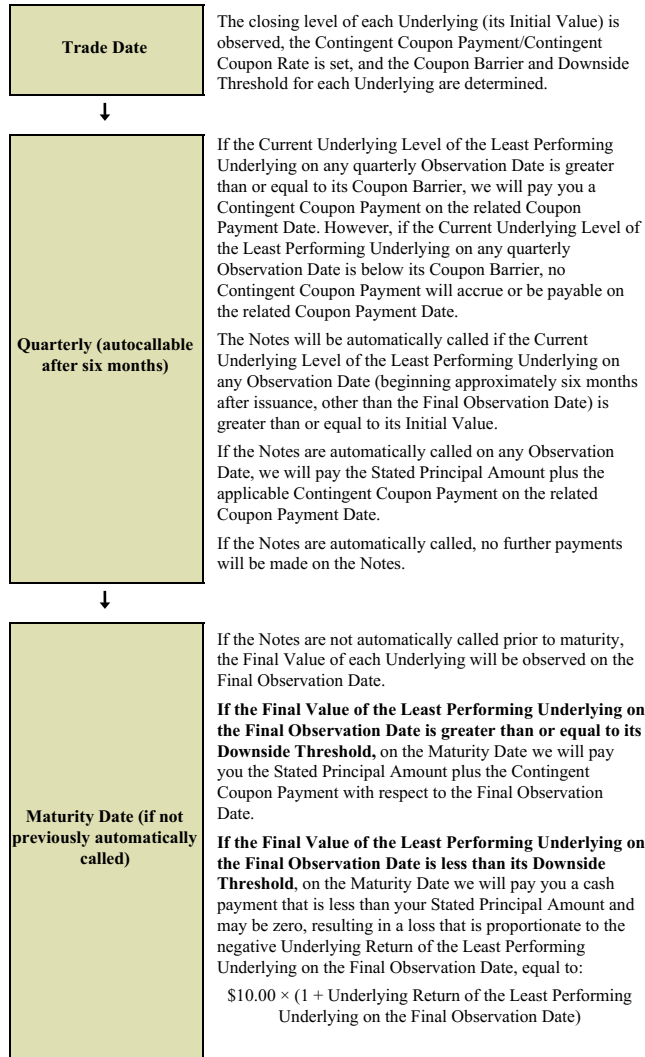 Trade Date
The closing level of each Underlying (its Initial Value) is
observed, the Contingent Coupon Payment/Contingent
Coupon Rate is set, and the Coupon Barrier and Downside
Threshold for each Underlying are determined.
↓
Quarterly (autocallable
after six months)
If the Current Underlying Level of the Least Performing
Underlying on any quarterly Observation Date is greater
than or equal to its Coupon Barrier, we will pay you a
Contingent Coupon Payment on the related Coupon
Payment Date. However, if the Current Underlying Level of
the Least Performing Underlying on any quarterly
Observation Date is below its Coupon Barrier, no
Contingent Coupon Payment will accrue or be payable on
the related Coupon Payment Date.
The Notes will be automatically called if the Current
Underlying Level of the Least Performing Underlying on
any Observation Date (beginning approximately six months
after issuance, other than the Final Observation Date) is
greater than or equal to its Initial Value.
If the Notes are automatically called on any Observation
Date, we will pay the Stated Principal Amount plus the
applicable Contingent Coupon Payment on the related
Coupon Payment Date.
If the Notes are automatically called, no further payments
will be made on the Notes.
↓
Maturity Date (if not
previously automatically
called)
If the Notes are not automatically called prior to maturity,
the Final Value of each Underlying will be observed on the
Final Observation Date.
If the Final Value of the Least Performing Underlying on
the Final Observation Date is greater than or equal to its
Downside Threshold, on the Maturity Date we will pay
you the Stated Principal Amount plus the Contingent
Coupon Payment with respect to the Final Observation
Date.
If the Final Value of the Least Performing Underlying on
the Final Observation Date is less than its Downside
Threshold, on the Maturity Date we will pay you a cash
payment that is less than your Stated Principal Amount and
may be zero, resulting in a loss that is proportionate to the
negative Underlying Return of the Least Performing
Underlying on the Final Observation Date, equal to:
$10.00 × (1 + Underlying Return of the Least Performing
Underlying on the Final Observation Date)